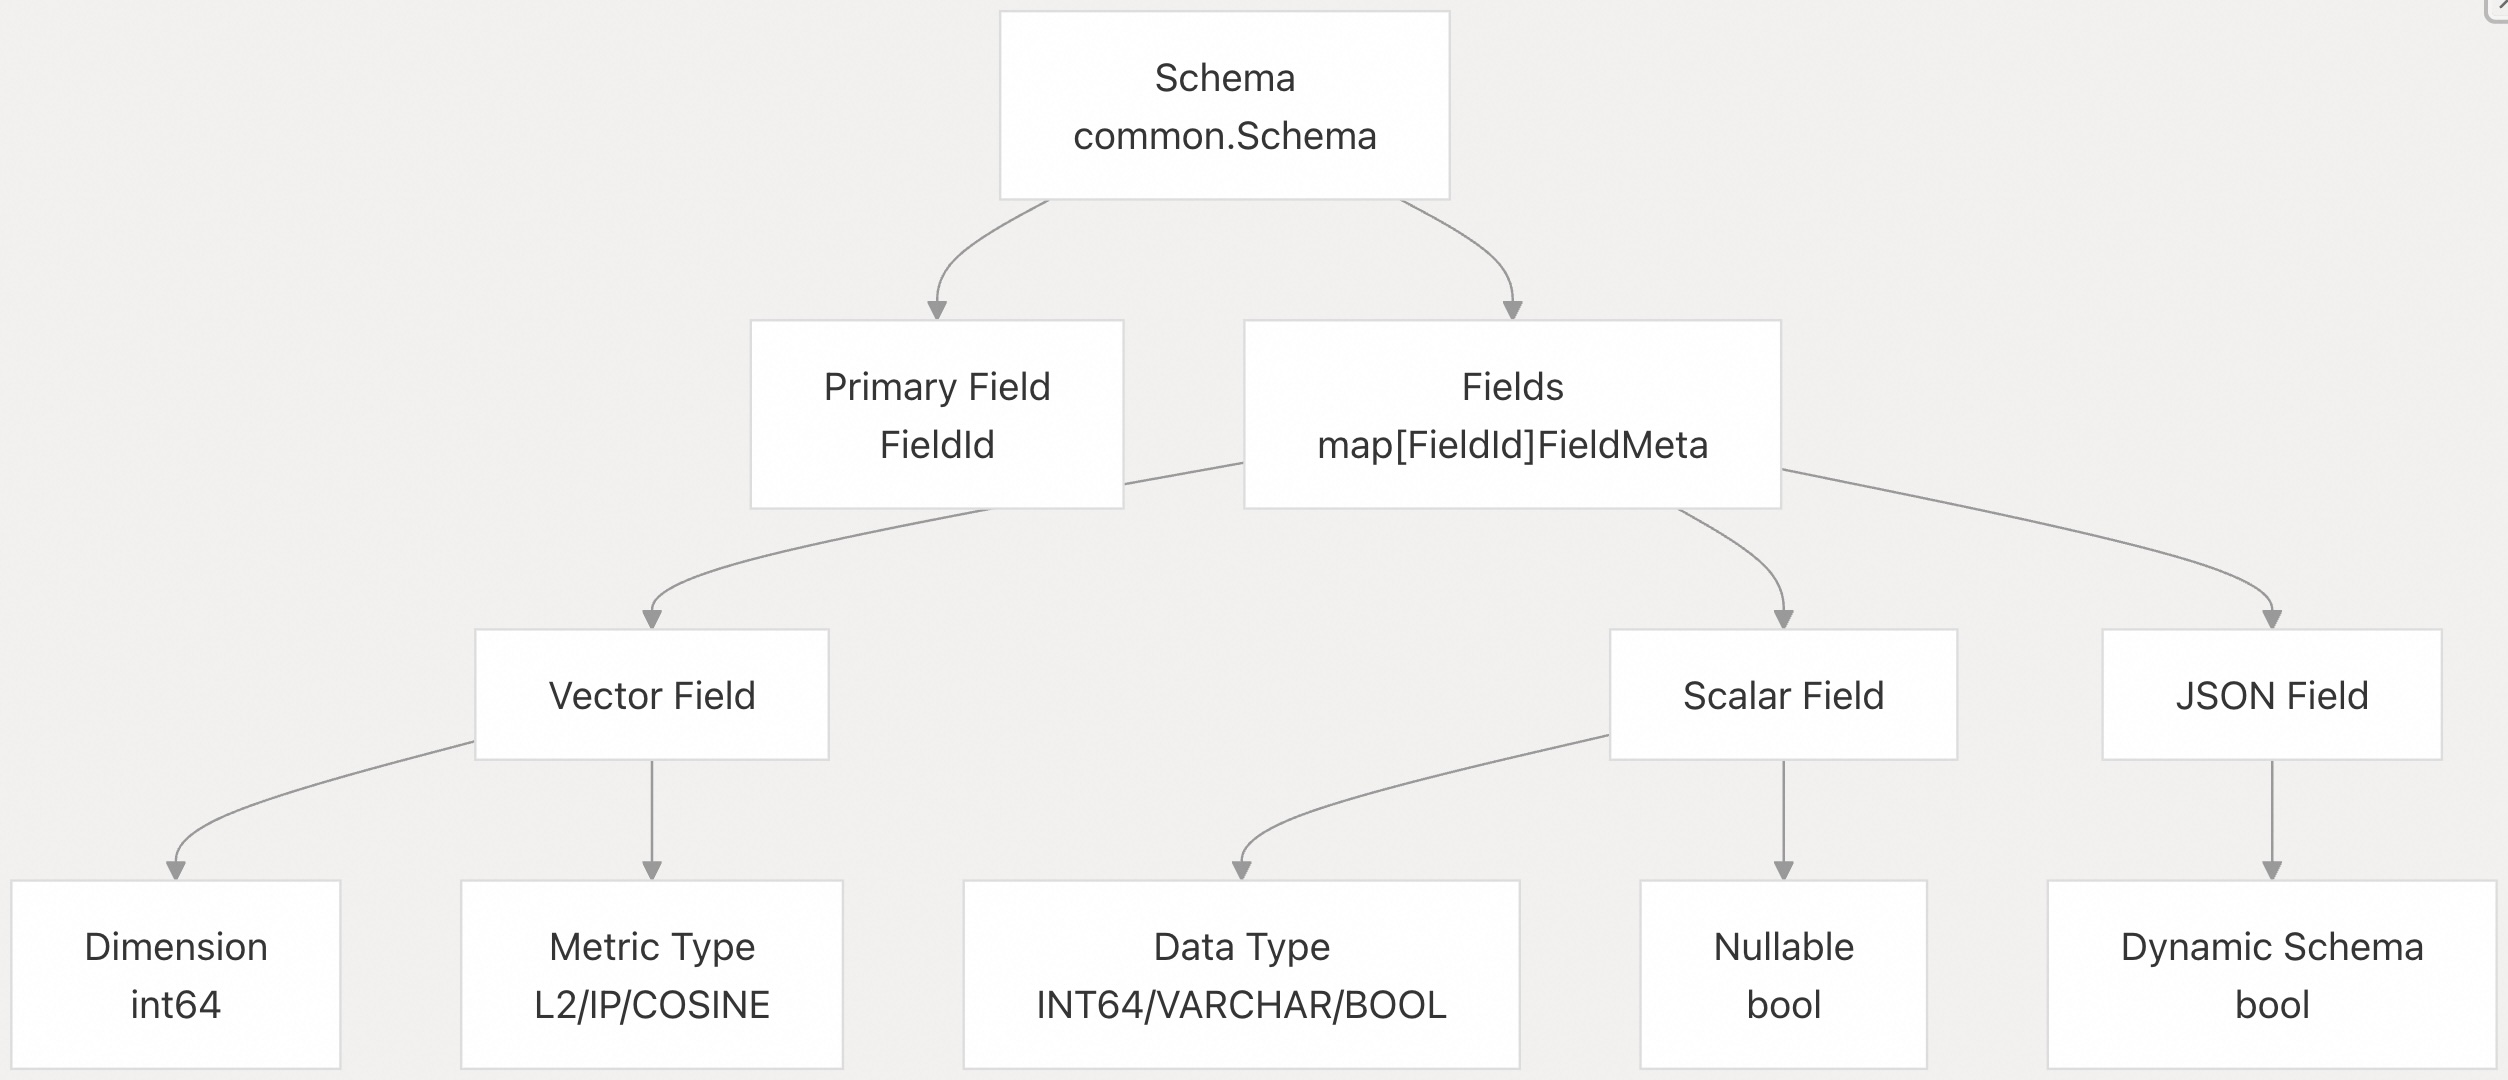 Schema
common.Schema
Primary Field
FieldId
Fields
map[FieldId]FieldMeta
Vector Field
Scalar Field
JSON Field
Dimension
int64
Metric Type
L2/IP/COSINE
Data Type
INT64/VARCHAR/BOOL
Nullable
bool
Dynamic Schema
bool